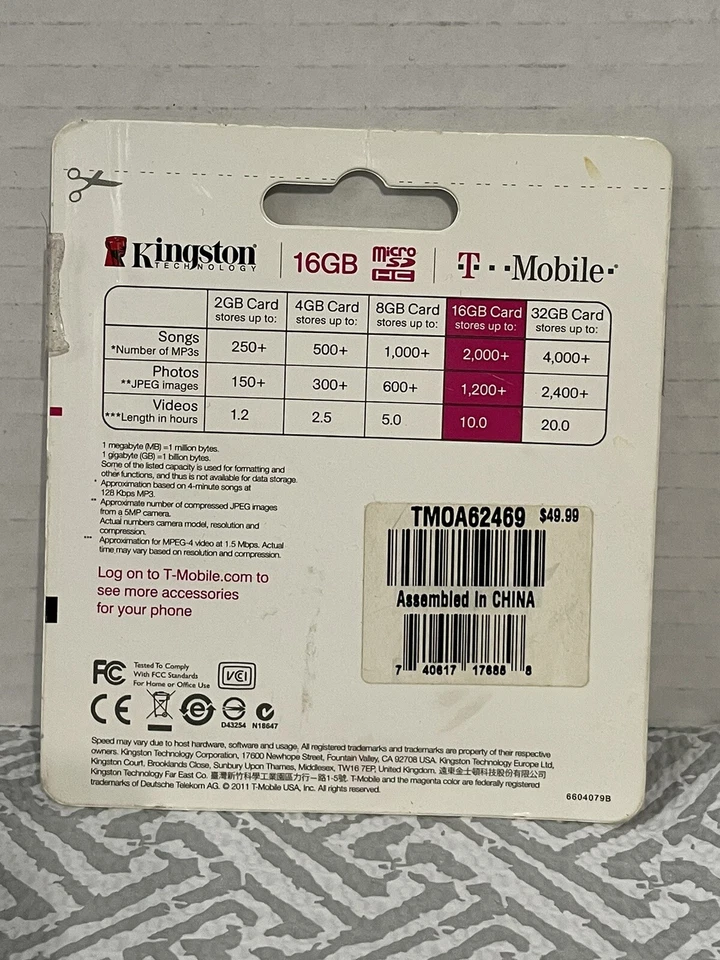 Kingston
TECHNOLOGY
16GB
micro
SD
HC
T··Mobile·
2GB Card stores up to: 4GB Card stores up to: 8GB Card stores up to: 16GB Card stores up to: 32GB Card stores up to:
Songs
*Number of MP3s 250+ 500+ 1,000+ 2,000+ 4,000+
Photos
**JPEG images 150+ 300+ 600+ 1,200+ 2,400+
Videos
***Length in hours 1.2 2.5 5.0 10.0 20.0
1 megabyte (MB) =1 million bytes.
1 gigabyte (GB) =1 billion bytes.
Some of the listed capacity is used for formatting and
other functions, and thus is not available for data storage.
* Approximation based on 4-minute songs at
128 Kbps MP3.
** Approximate number of compressed JPEG images
from a 5MP camera.
Actual numbers camera model, resolution and
compression.
*** Approximation for MPEG-4 video at 1.5 Mbps. Actual
time may vary based on resolution and compression.
Log on to T-Mobile.com to
see more accessories
for your phone
TMOA62469 $49.99
Assembled In CHINA
7 40617 17686 8
FC Tested To Comply
With FCC Standards
For Home or Office Use
VCI
CE
D43254 N18647
Speed may vary due to host hardware, software and usage. All registered trademarks and trademarks are property of their respective
owners. Kingston Technology Corporation, 17600 Newhope Street, Fountain Valley, CA 92708 USA. Kingston Technology Europe Ltd,
Kingston Court, Brooklands Close, Sunbury Upon Thames, Middlesex, TW16 7EP, United Kingdom. 遠東金士頓科技股份有限公司
Kingston Technology Far East Co. 臺灣新竹科學工業園區力行一路1-5號. T-Mobile and the magenta color are federally registered
trademarks of Deutsche Telekom AG. © 2011 T-Mobile USA, Inc. All rights reserved.
6604079B